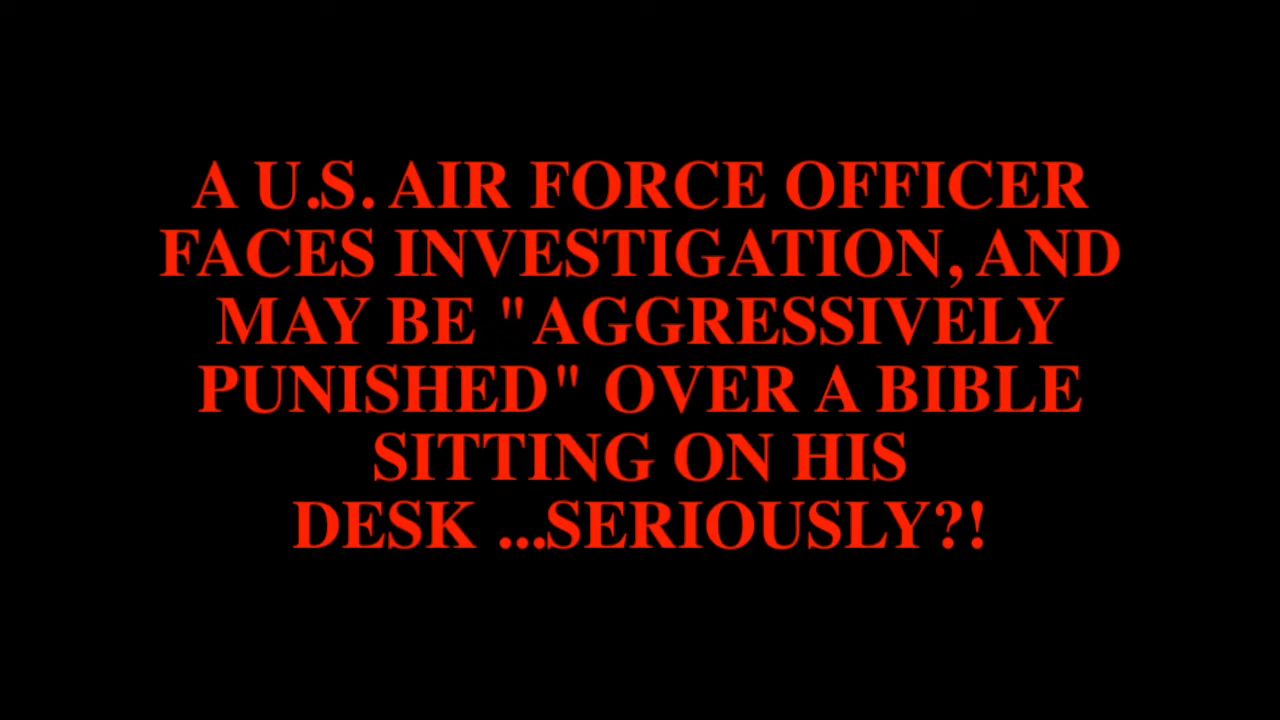 A U.S. AIR FORCE OFFICER
FACES INVESTIGATION, AND
MAY BE "AGGRESSIVELY
PUNISHED" OVER A BIBLE
SITTING ON HIS
DESK ...SERIOUSLY?!